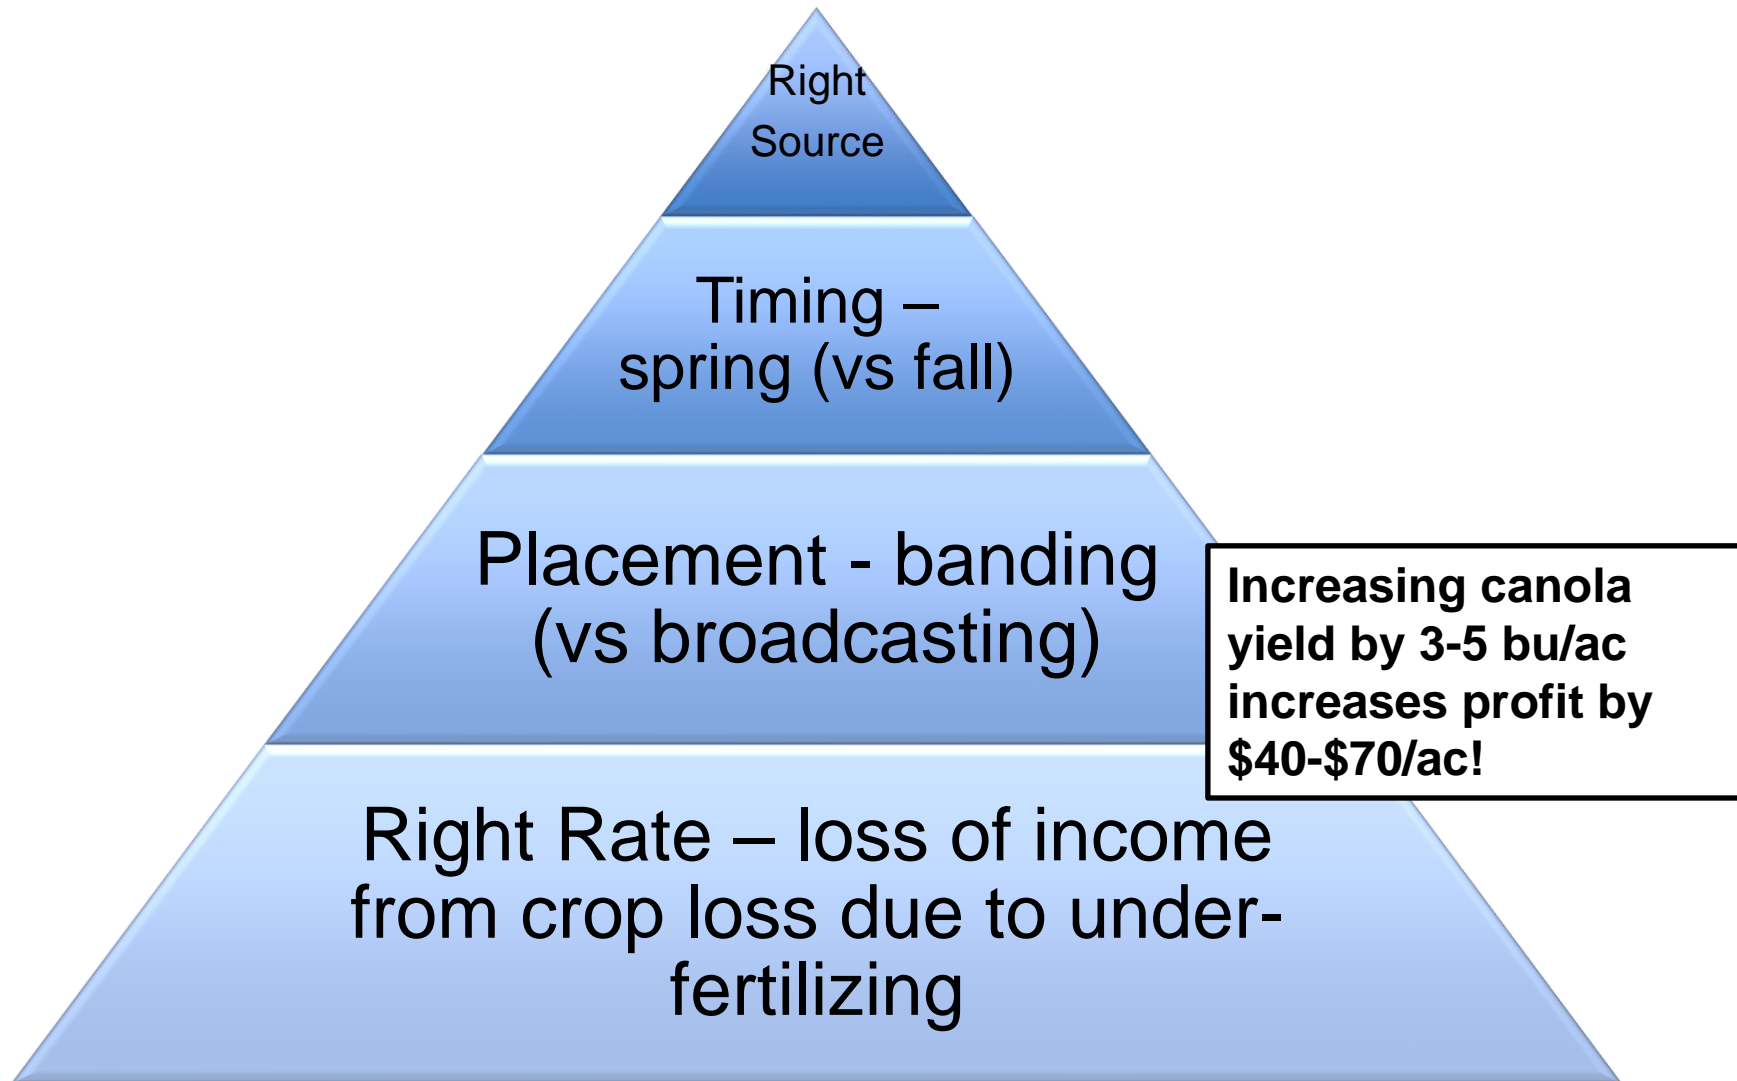 Right
Source
Timing –
spring (vs fall)
Placement - banding
(vs broadcasting)
Increasing canola
yield by 3-5 bu/ac
increases profit by
$40-$70/ac!
Right Rate – loss of income
from crop loss due to under-
fertilizing